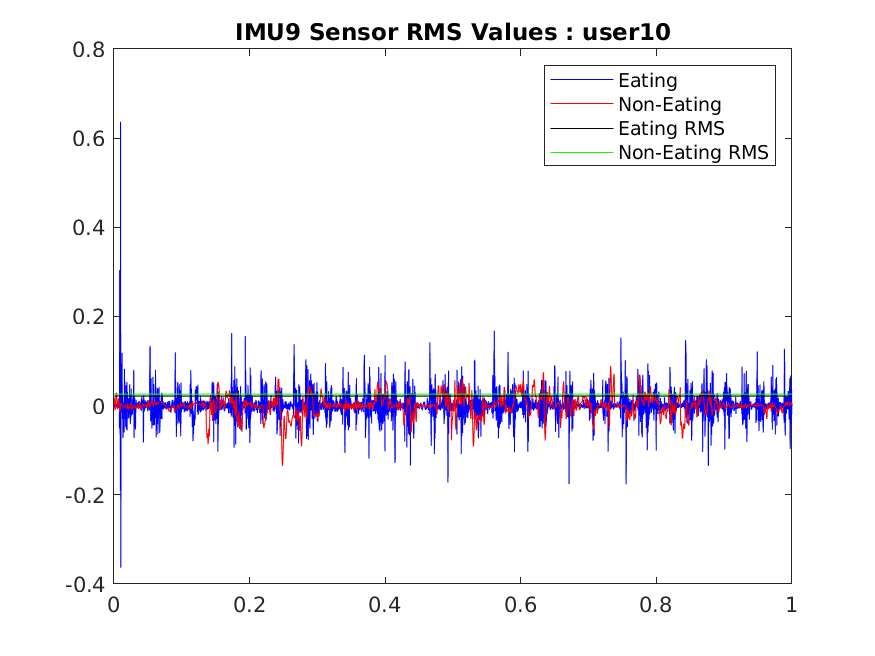 IMU9 Sensor RMS Values : user10
0.8
0.6
0.4
0.2
0
-0.2
-0.4
0 0.2 0.4 0.6 0.8 1
Eating
Non-Eating
Eating RMS
Non-Eating RMS